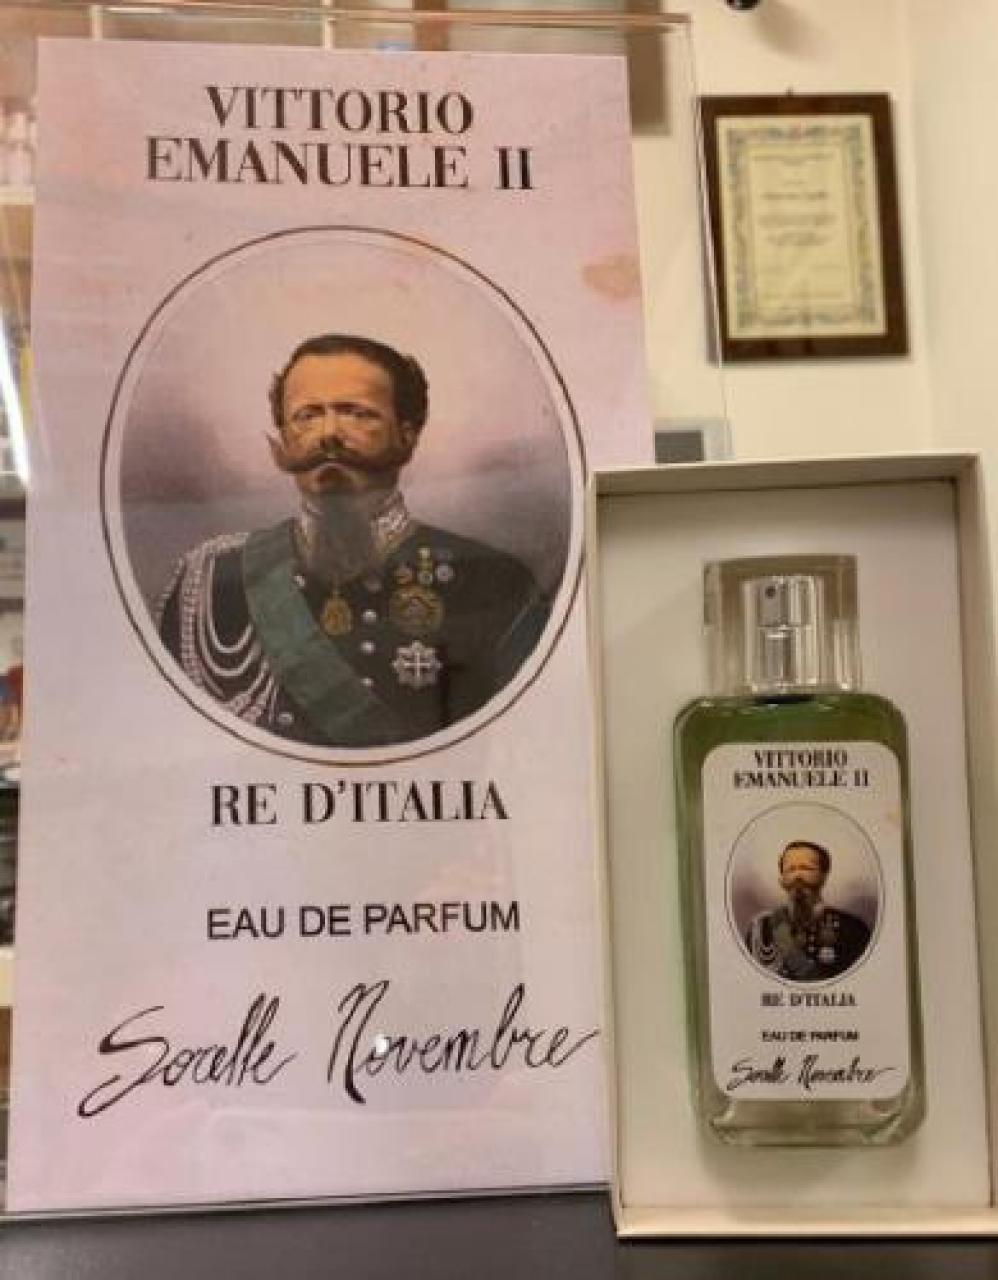 VITTORIO
EMANUELE II
RE D'ITALIA
EAU DE PARFUM
Sorelle Novembre
VITTORIO
EMANUELE II
RE D'ITALIA
EAU DE PARFUM
Sorelle Novembre